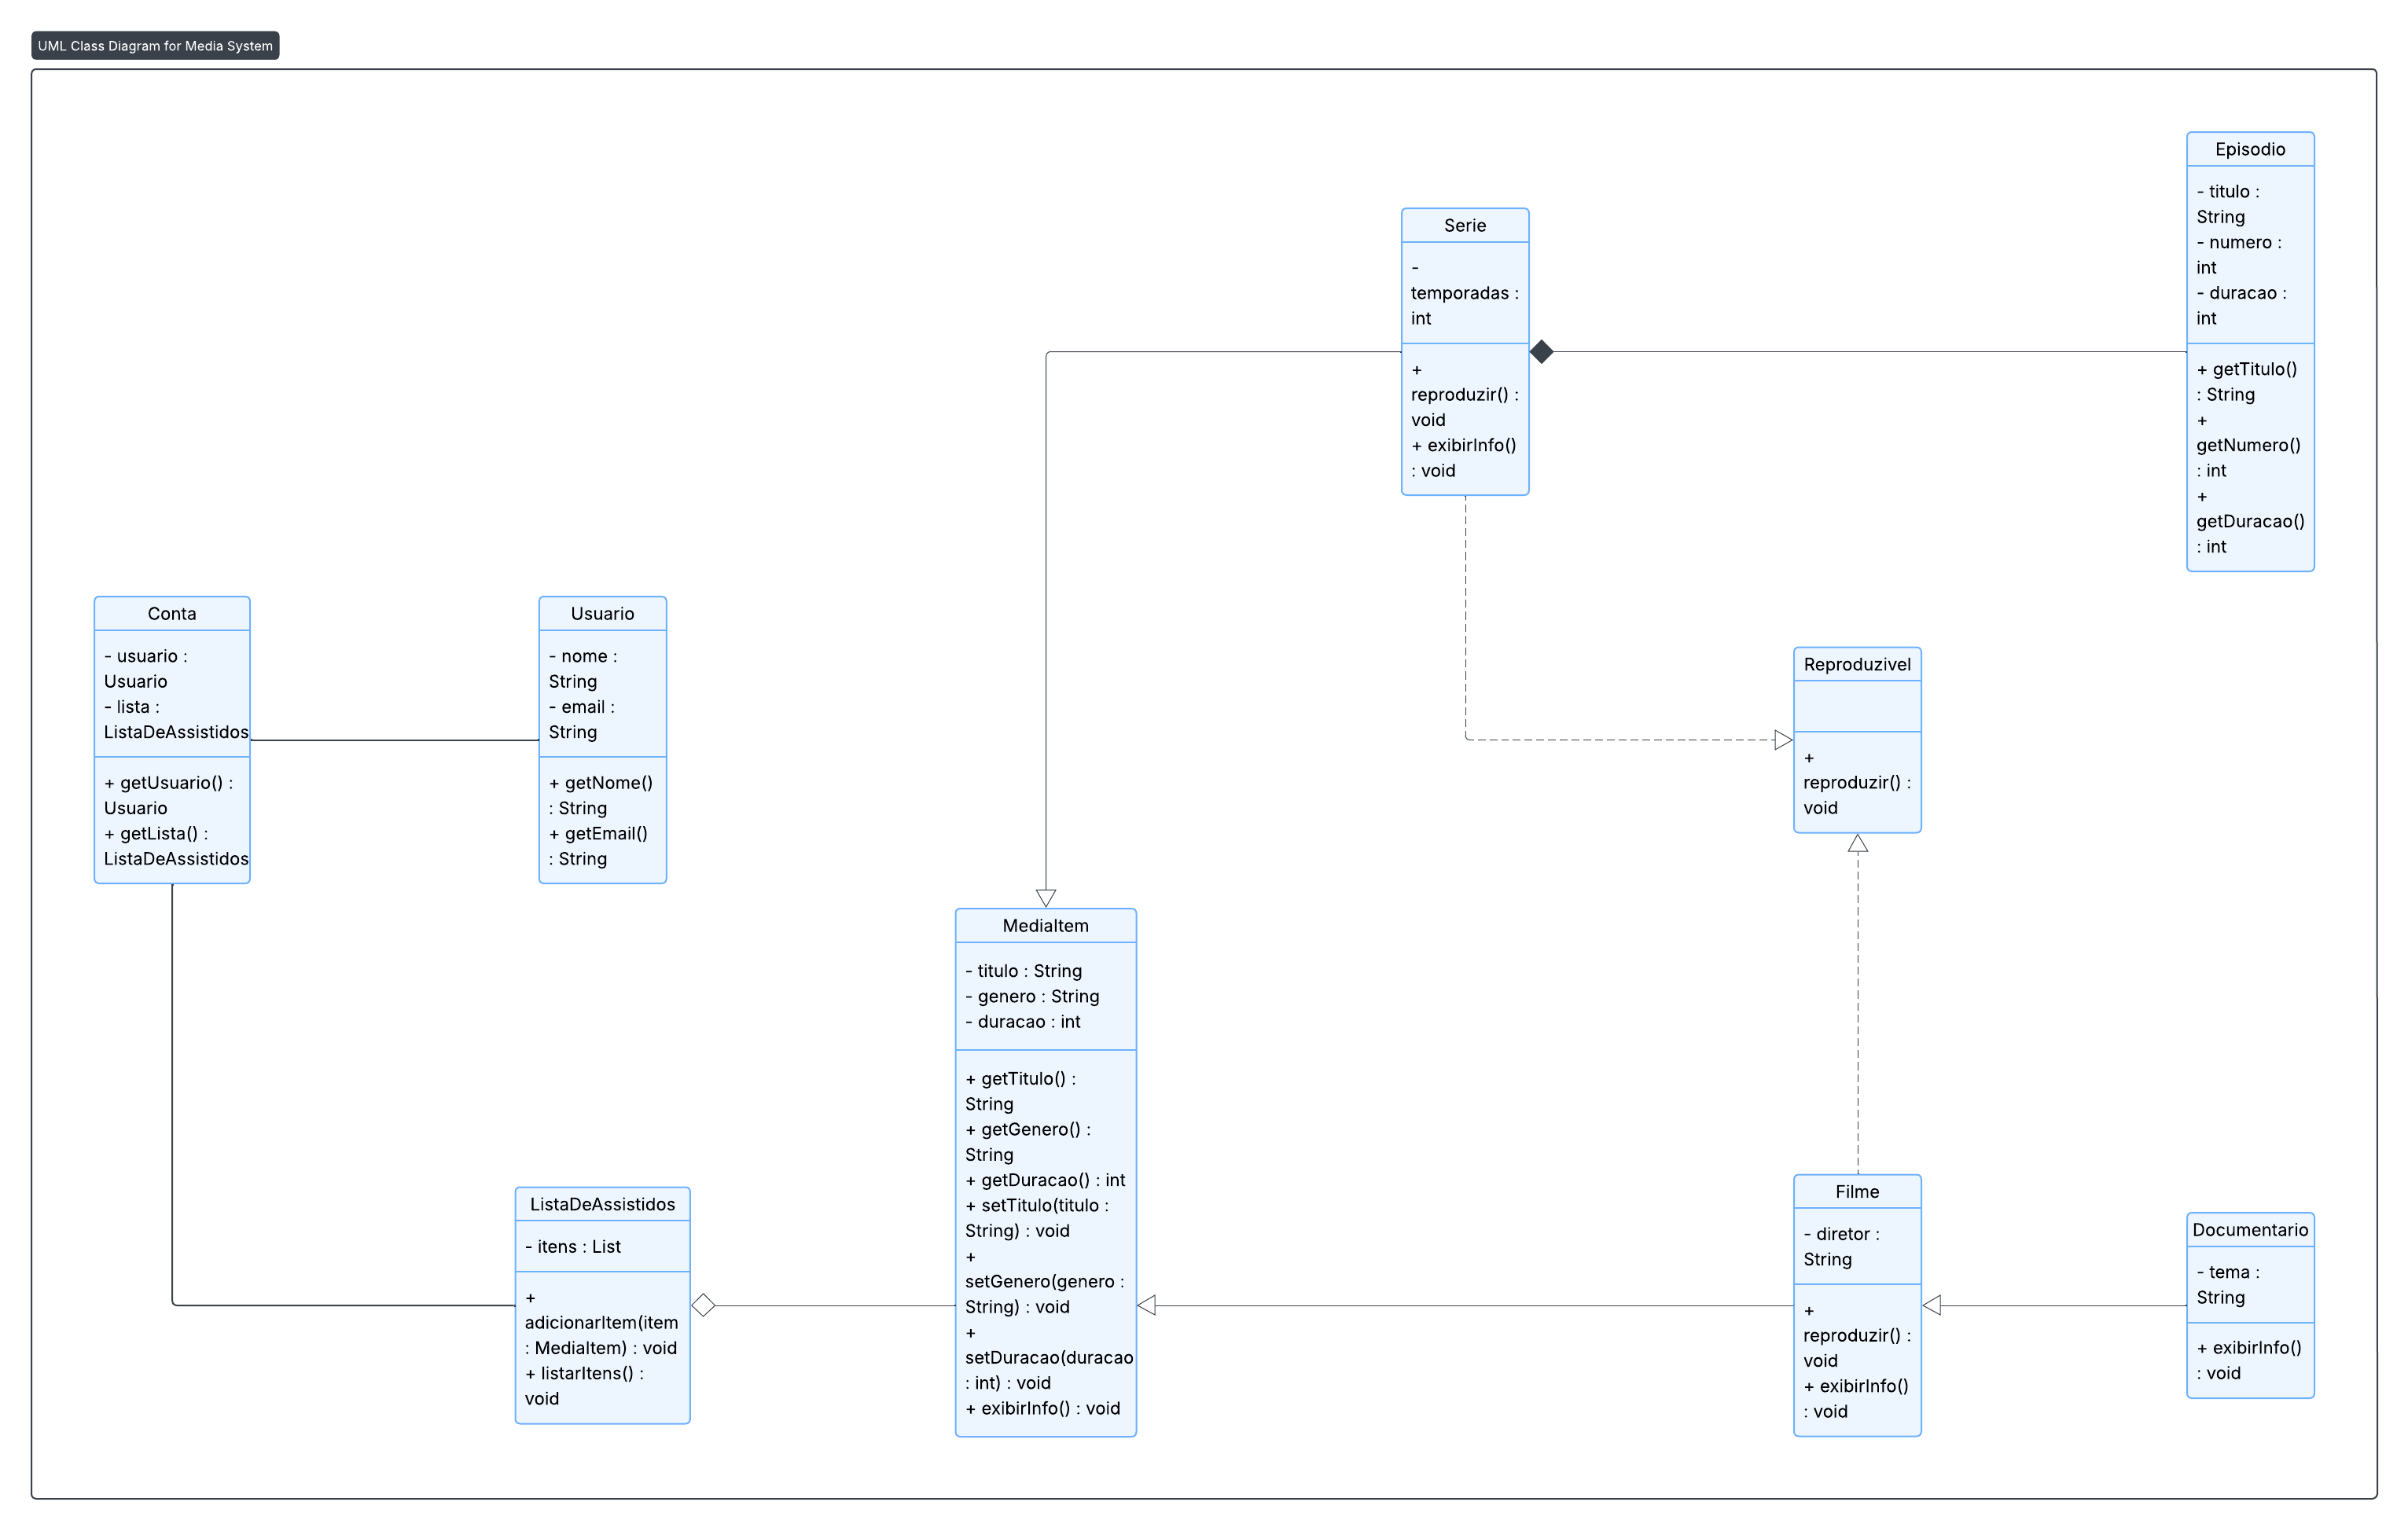 UML Class Diagram for Media System
Episodio
- titulo :
String
- numero :
int
- duracao :
int
+ getTitulo()
: String
+
getNumero()
: int
+
getDuracao()
: int
Serie
-
temporadas :
int
+
reproduzir() :
void
+ exibirInfo()
: void
Conta
- usuario :
Usuario
- lista :
ListaDeAssistidos
+ getUsuario() :
Usuario
+ getLista() :
ListaDeAssistidos
Usuario
- nome :
String
- email :
String
+ getNome()
: String
+ getEmail()
: String
Reproduzivel
+
reproduzir() :
void
MediaItem
- titulo : String
- genero : String
- duracao : int
+ getTitulo() :
String
+ getGenero() :
String
+ getDuracao() : int
+ setTitulo(titulo :
String) : void
+
setGenero(genero :
String) : void
+
setDuracao(duracao
: int) : void
+ exibirInfo() : void
ListaDeAssistidos
- itens : List
+
adicionarItem(item
: MediaItem) : void
+ listarItens() :
void
Filme
- diretor :
String
+
reproduzir() :
void
+ exibirInfo()
: void
Documentario
- tema :
String
+ exibirInfo()
: void